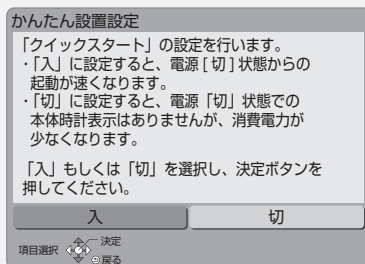 かんたん設置設定
「クイックスタート」の設定を行います。
・「入」に設定すると、電源 [ 切 ] 状態からの
起動が速くなります。
・「切」に設定すると、電源「切」状態での
本体時計表示はありませんが、消費電力が
少なくなります。
「入」もしくは「切」を選択し、決定ボタンを
押してください。
入
切
項目選択
決定
戻る